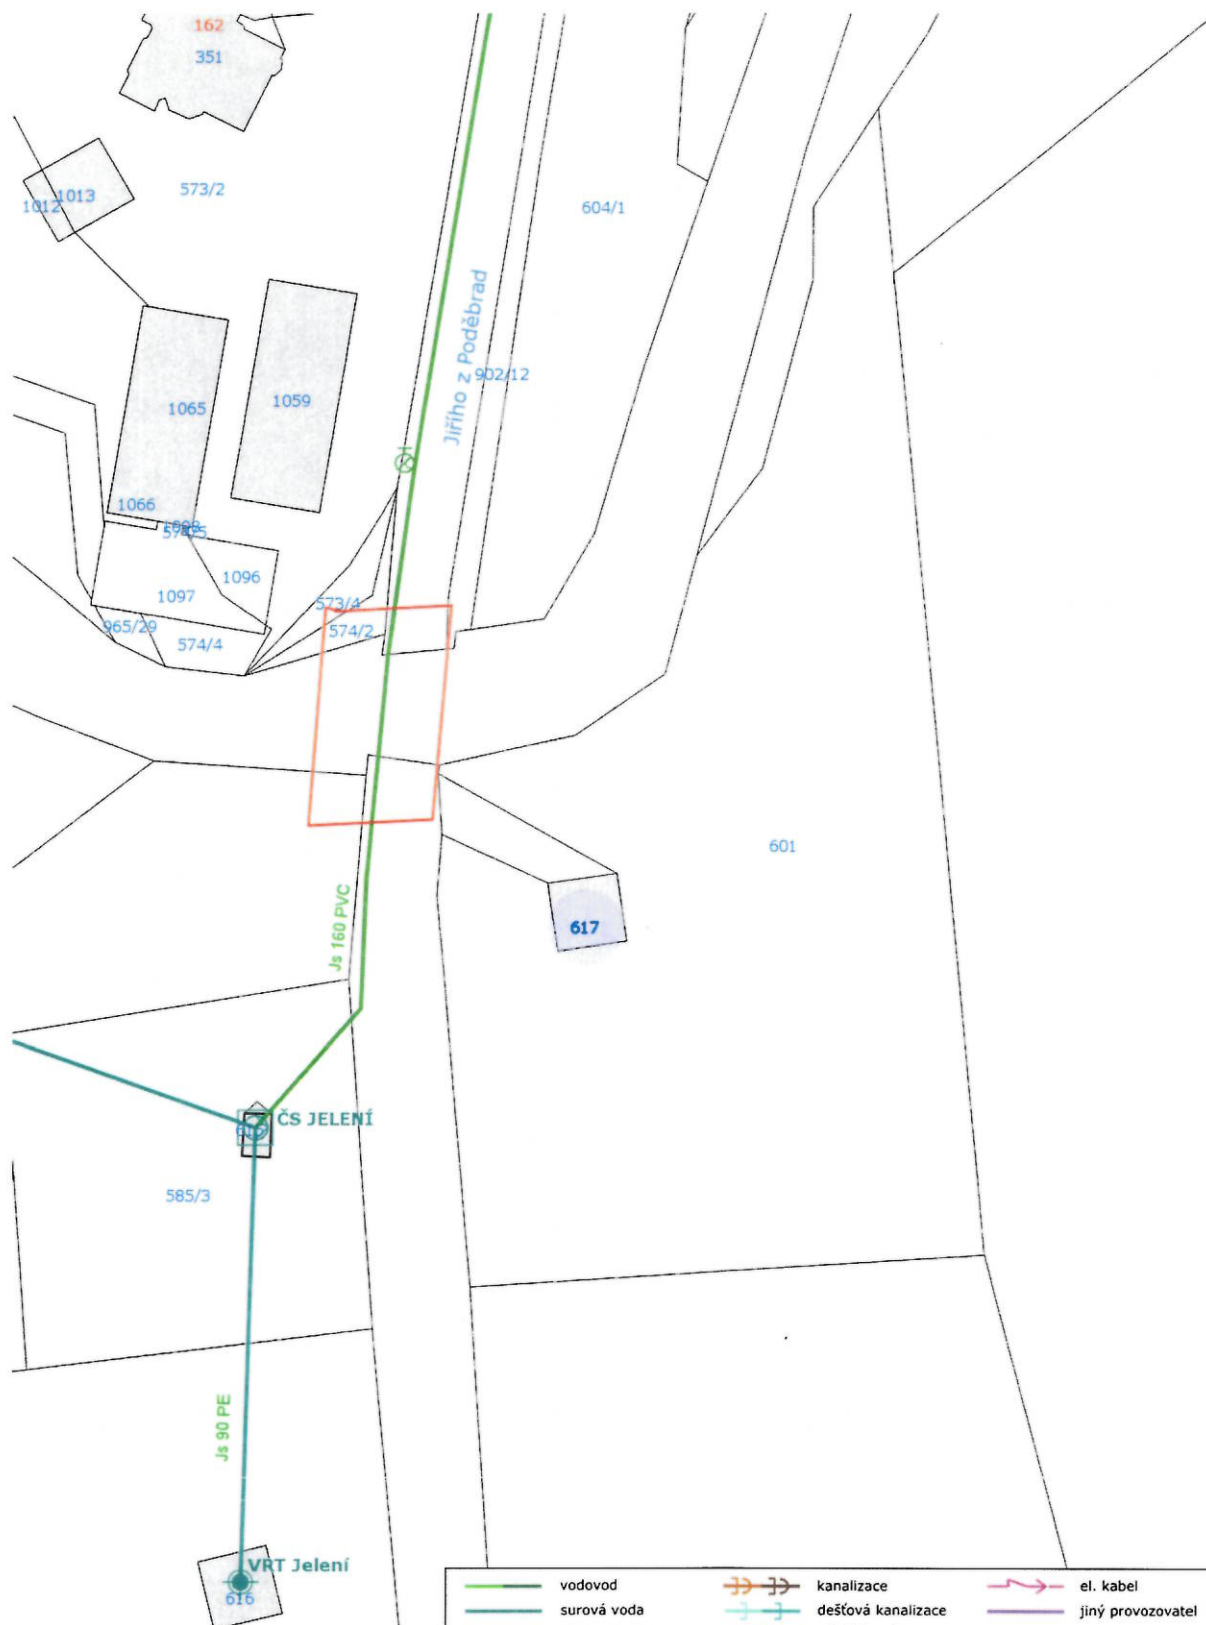 162
351
573/2
1013
1012
604/1
Jiřího z Poděbrad
902/12
1065
1059
1066
1096
1097
573/4
965/29
574/2
574/4
601
617
Js 160 PVC
ČS JELENÍ
585/3
Js 90 PE
VRT Jelení
616
vodovod
kanalizace
el. kabel
surová voda
dešťová kanalizace
jiný provozovatel